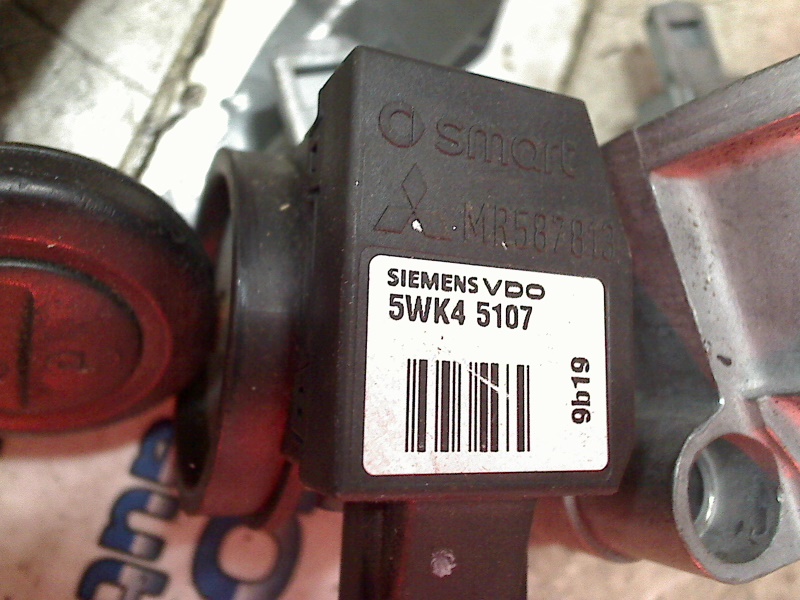 smart
MR587813
SIEMENS VDO
5WK4 5107
9b19